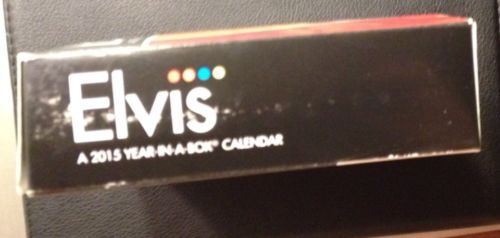 Elvis
A 2015 YEAR-IN-A-BOX® CALENDAR